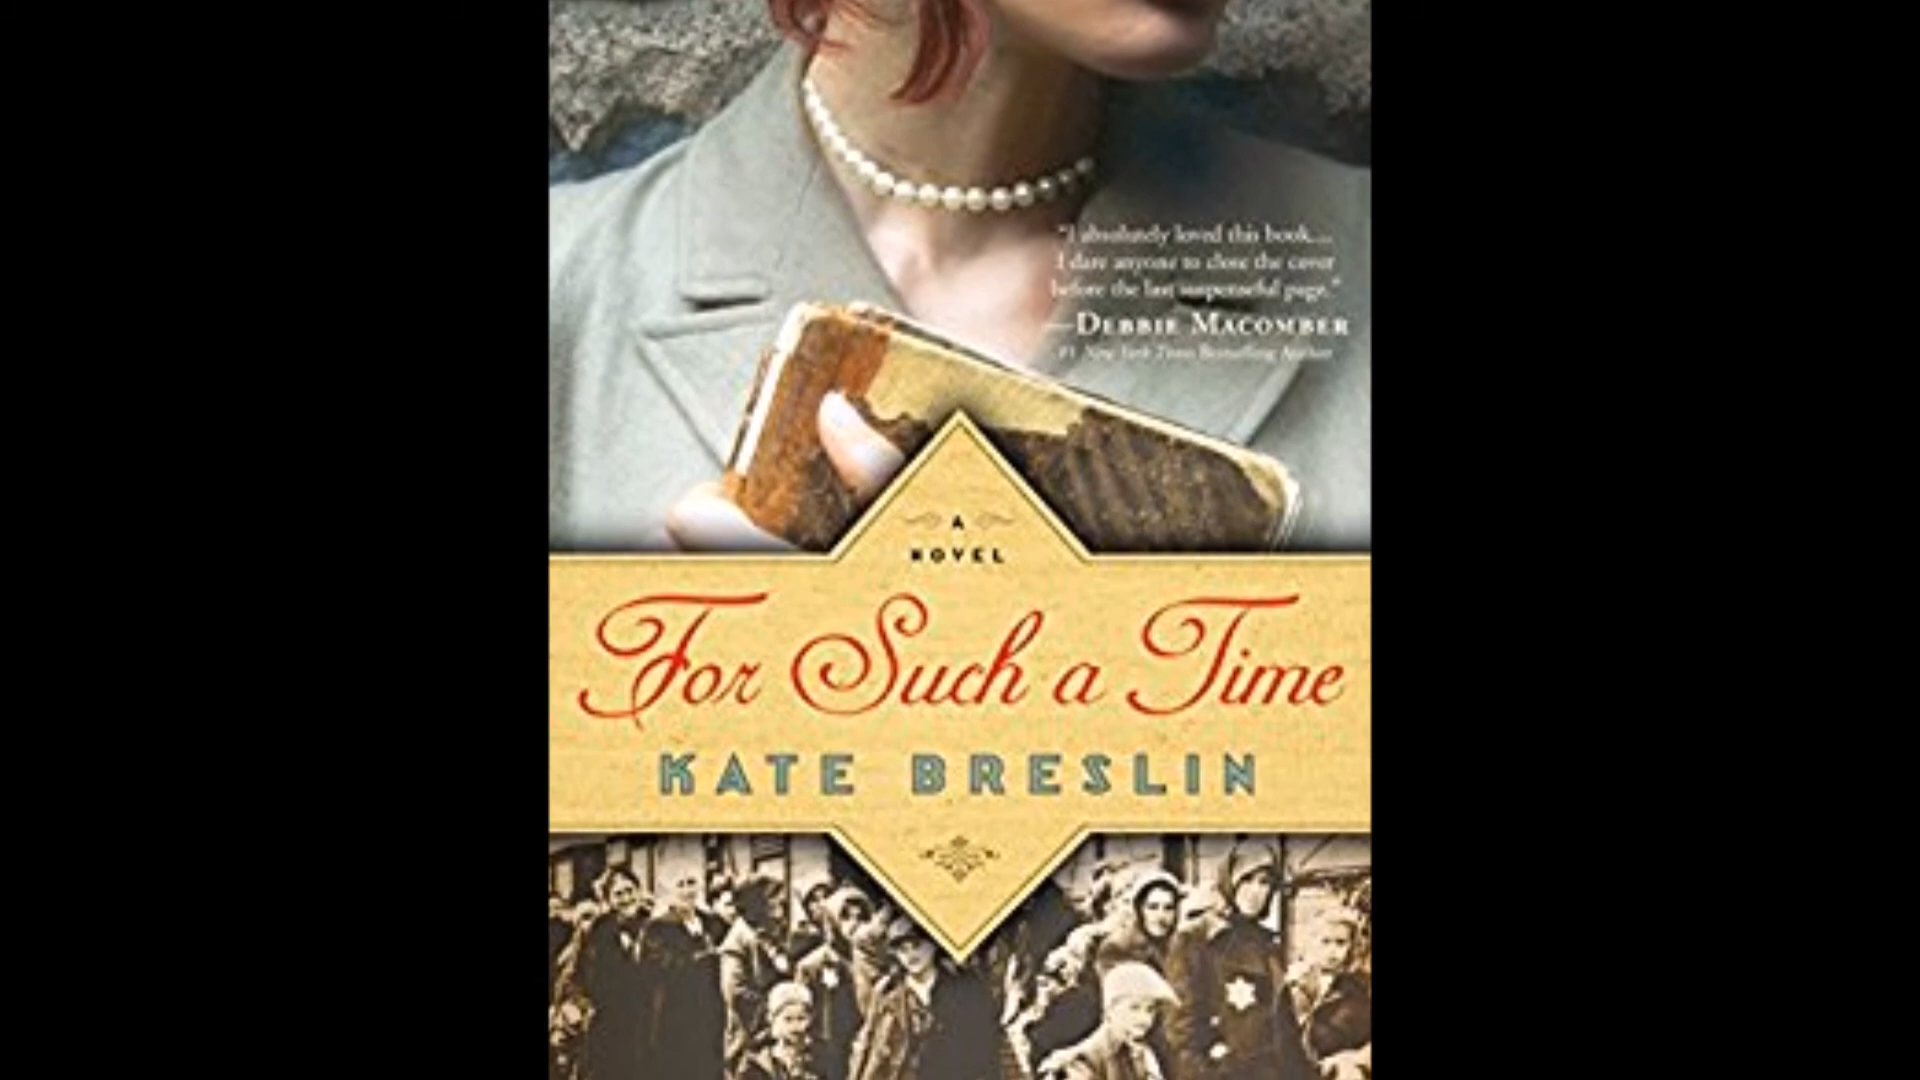 "I absolutely loved this book....
I dare anyone to close the cover
before the last suspenseful page."
—DEBBIE MACOMBER
#1 New York Times Bestselling Author
A
NOVEL
For Such a Time
KATE BRESLIN